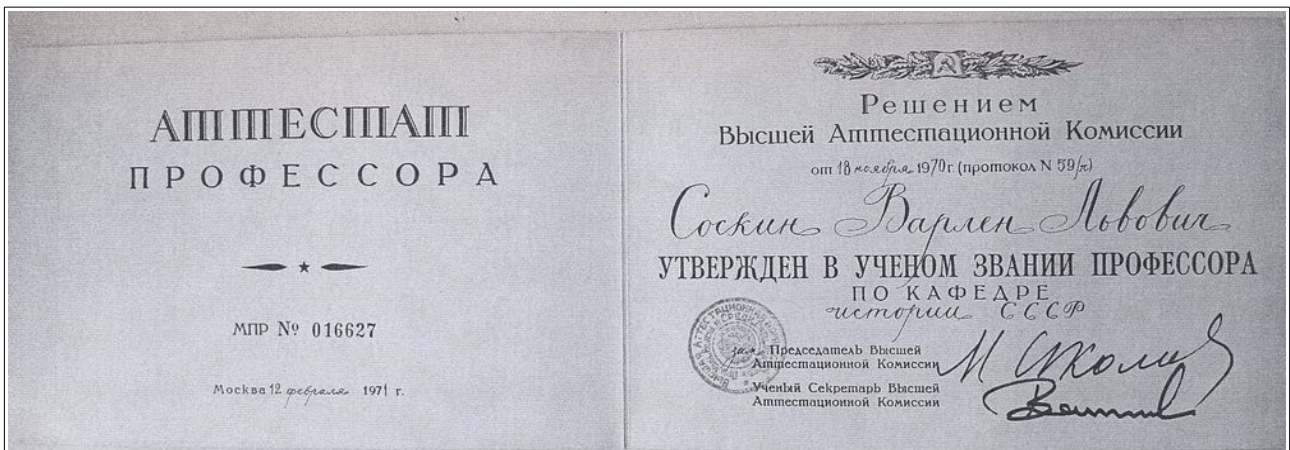 АТТЕСТАТ
ПРОФЕССОРА
МПР № 016627
Москва 12 февраля 1971 г.
Решением
Высшей Аттестационной Комиссии
от 18 ноября 1970 г. (протокол N 59/п)
Соскин Варлен Львович
УТВЕРЖДЕН В УЧЕНОМ ЗВАНИИ ПРОФЕССОРА
ПО КАФЕДРЕ
истории СССР
зам. Председатель Высшей
Аттестационной Комиссии
Ученый Секретарь Высшей
Аттестационной Комиссии